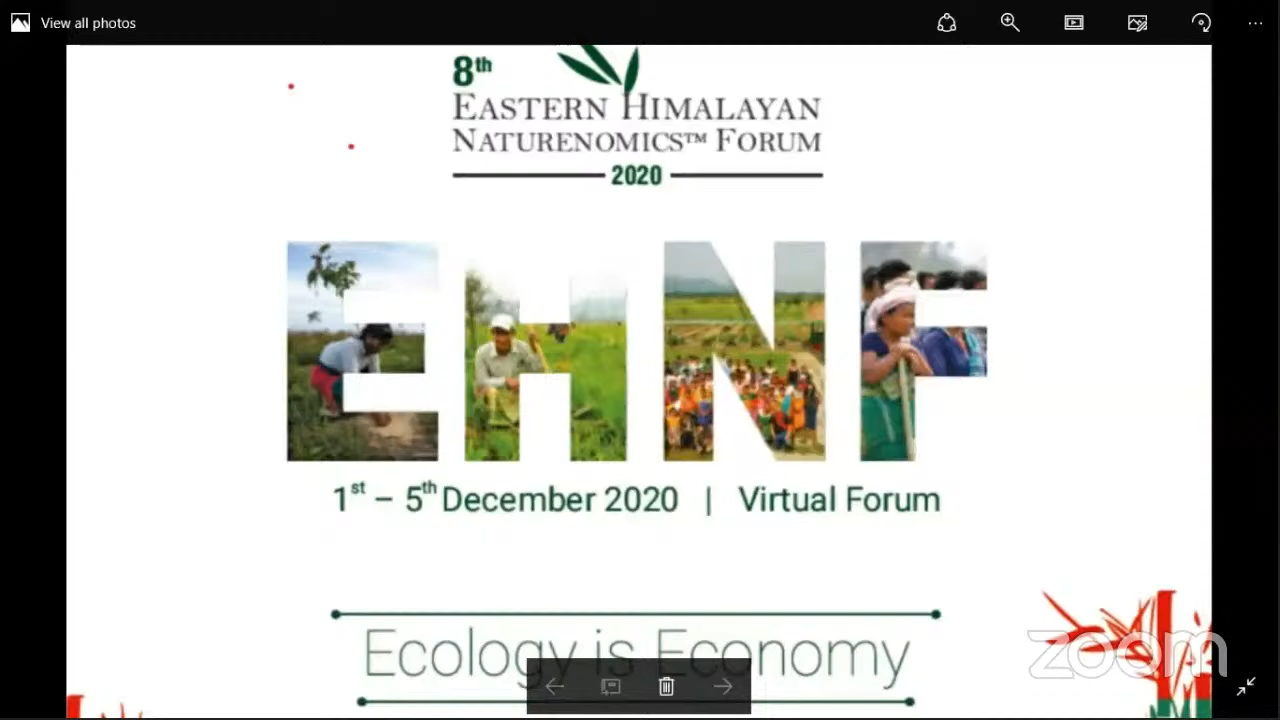 View all photos
8th
EASTERN HIMALAYAN
NATURENOMICS™ FORUM
2020
EHNF
1st – 5th December 2020 | Virtual Forum
Ecology is Economy
zoom